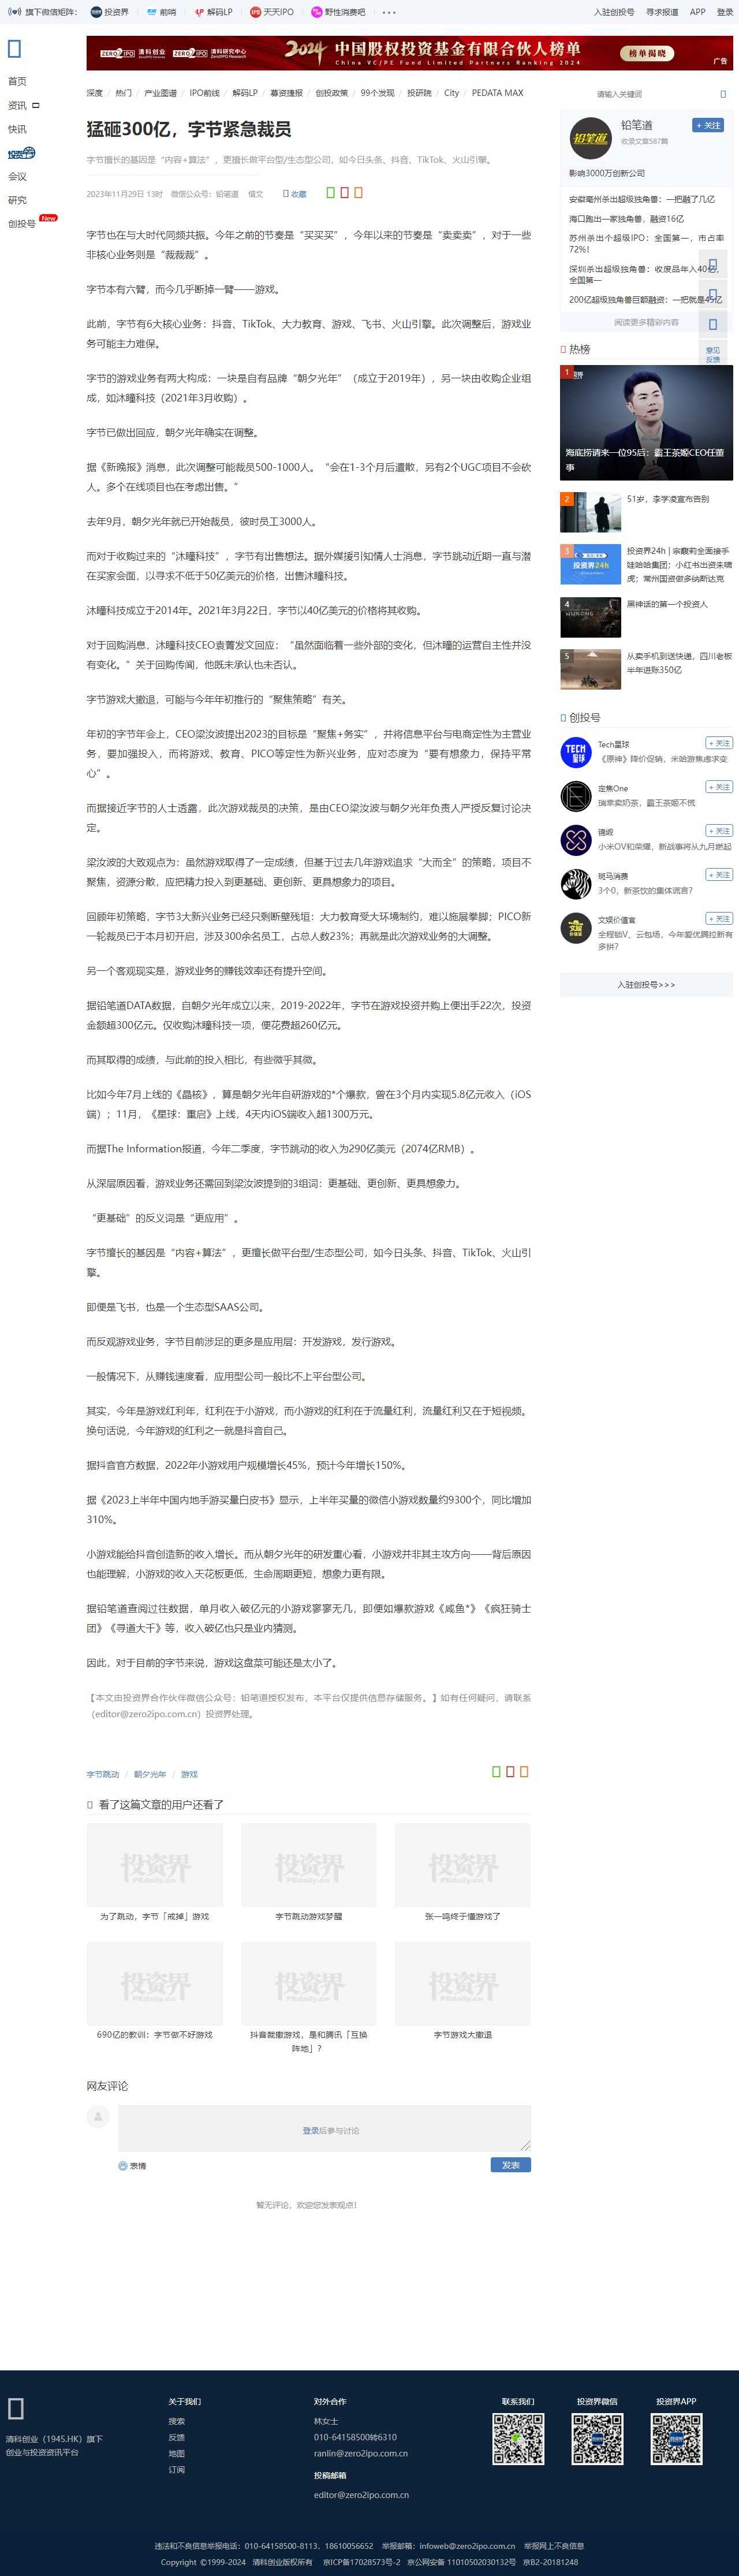 旗下微信矩阵：
投资界
前哨
解码LP
天天IPO
野性消费吧
入驻创投号
寻求报道
APP
登录
首页
资讯
快讯
会议
研究
创投号
New
ZERO2IPO 清科创业
ZERO2IPO 清科研究中心
2024 中国股权投资基金有限合伙人榜单
China VC/PE Fund Limited Partners Ranking 2024
榜单揭晓
广告
深度 / 热门 / 产业图谱 / IPO前线 / 解码LP / 募资捷报 / 创投政策 / 99个发现 / 投研院 / City / PEDATA MAX
请输入关键词
猛砸300亿，字节紧急裁员
字节擅长的基因是“内容+算法”，更擅长做平台型/生态型公司，如今日头条、抖音、TikTok、火山引擎。
2023年11月29日 13时 微信公众号：铅笔道 慎文
收藏
字节也在与大时代同频共振。今年之前的节奏是“买买买”，今年以来的节奏是“卖卖卖”，对于一些
非核心业务则是“裁裁裁”。
字节本有六臂，而今几乎断掉一臂——游戏。
此前，字节有6大核心业务：抖音、TikTok、大力教育、游戏、飞书、火山引擎。此次调整后，游戏业
务可能主力难保。
字节的游戏业务有两大构成：一块是自有品牌“朝夕光年”（成立于2019年），另一块由收购企业组
成，如沐瞳科技（2021年3月收购）。
字节已做出回应，朝夕光年确实在调整。
据《新晚报》消息，此次调整可能裁员500-1000人。“会在1-3个月后遣散，另有2个UGC项目不会砍
人。多个在线项目也在考虑出售。”
去年9月，朝夕光年就已开始裁员，彼时员工3000人。
而对于收购过来的“沐瞳科技”，字节有出售想法。据外媒援引知情人士消息，字节跳动近期一直与潜
在买家会面，以寻求不低于50亿美元的价格，出售沐瞳科技。
沐瞳科技成立于2014年。2021年3月22日，字节以40亿美元的价格将其收购。
对于回购消息，沐瞳科技CEO袁菁发文回应：“虽然面临着一些外部的变化，但沐瞳的运营自主性并没
有变化。”关于回购传闻，他既未承认也未否认。
字节游戏大撤退，可能与今年年初推行的“聚焦策略”有关。
年初的字节年会上，CEO梁汝波提出2023的目标是“聚焦+务实”，并将信息平台与电商定性为主营业
务，要加强投入，而将游戏、教育、PICO等定性为新兴业务，应对态度为“要有想象力，保持平常
心”。
而据接近字节的人士透露，此次游戏裁员的决策，是由CEO梁汝波与朝夕光年负责人严授反复讨论决
定。
梁汝波的大致观点为：虽然游戏取得了一定成绩，但基于过去几年游戏追求“大而全”的策略，项目不
聚焦，资源分散，应把精力投入到更基础、更创新、更具想象力的项目。
回顾年初策略，字节3大新兴业务已经只剩断壁残垣：大力教育受大环境制约，难以施展拳脚；PICO新
一轮裁员已于本月初开启，涉及300余名员工，占总人数23%；再就是此次游戏业务的大调整。
另一个客观现实是，游戏业务的赚钱效率还有提升空间。
据铅笔道DATA数据，自朝夕光年成立以来，2019-2022年，字节在游戏投资并购上便出手22次，投资
金额超300亿元。仅收购沐瞳科技一项，便花费超260亿元。
而其取得的成绩，与此前的投入相比，有些微乎其微。
比如今年7月上线的《晶核》，算是朝夕光年自研游戏的*个爆款，曾在3个月内实现5.8亿元收入（iOS
端）；11月，《星球：重启》上线，4天内iOS端收入超1300万元。
而据The Information报道，今年二季度，字节跳动的收入为290亿美元（2074亿RMB）。
从深层原因看，游戏业务还需回到梁汝波提到的3组词：更基础、更创新、更具想象力。
“更基础”的反义词是“更应用”。
字节擅长的基因是“内容+算法”，更擅长做平台型/生态型公司，如今日头条、抖音、TikTok、火山引
擎。
即便是飞书，也是一个生态型SAAS公司。
而反观游戏业务，字节目前涉足的更多是应用层：开发游戏，发行游戏。
一般情况下，从赚钱速度看，应用型公司一般比不上平台型公司。
其实，今年是游戏红利年，红利在于小游戏，而小游戏的红利在于流量红利，流量红利又在于短视频。
换句话说，今年游戏的红利之一就是抖音自己。
据抖音官方数据，2022年小游戏用户规模增长45%，预计今年增长150%。
据《2023上半年中国内地手游买量白皮书》显示，上半年买量的微信小游戏数量约9300个，同比增加
310%。
小游戏能给抖音创造新的收入增长。而从朝夕光年的研发重心看，小游戏并非其主攻方向——背后原因
也能理解，小游戏的收入天花板更低，生命周期更短，想象力更有限。
据铅笔道查阅过往数据，单月收入破亿元的小游戏寥寥无几，即便如爆款游戏《咸鱼*》《疯狂骑士
团》《寻道大千》等，收入破亿也只是业内猜测。
因此，对于目前的字节来说，游戏这盘菜可能还是太小了。
【本文由投资界合作伙伴微信公众号：铅笔道授权发布，本平台仅提供信息存储服务。】如有任何疑问，请联系
（editor@zero2ipo.com.cn）投资界处理。
字节跳动 / 朝夕光年 / 游戏
看了这篇文章的用户还看了
投资界
PEdaily.cn
投资界
PEdaily.cn
投资界
PEdaily.cn
为了跳动，字节「戒掉」游戏
字节跳动游戏梦醒
张一鸣终于懂游戏了
投资界
PEdaily.cn
投资界
PEdaily.cn
投资界
PEdaily.cn
690亿的教训：字节做不好游戏
抖音裁撤游戏，是和腾讯「互换
阵地」？
字节游戏大撤退
网友评论
登录后参与讨论
表情
发表
暂无评论，欢迎您发表观点！
铅笔道
铅笔道
收录文章587篇
+ 关注
影响3000万创新公司
安徽亳州杀出超级独角兽：一把融了几亿
海口跑出一家独角兽，融资16亿
苏州杀出个超级IPO：全国第一，市占率
72%！
深圳杀出超级独角兽：收废品年入40亿，
全国第一
200亿超级独角兽巨额融资：一把就是45亿
阅读更多精彩内容
意见
反馈
热榜
1
海底捞请来一位95后：霸王茶姬CEO任董
事
2
51岁，李学凌宣布告别
3
投资界24h
投资界24h | 宗馥莉全面接手
娃哈哈集团；小红书出资朱啸
虎；常州国资做多纳斯达克
4
WUKONG
黑神话的第一个投资人
5
从卖手机到送快递，四川老板
半年进账350亿
创投号
TECH
星球
Tech星球
+ 关注
《原神》降价促销，米哈游焦虑求变
定焦One
+ 关注
瑞幸卖奶茶，霸王茶姬不慌
锦缎
+ 关注
小米OV和荣耀，新战事将从九月燃起
斑马消费
+ 关注
3个0，新茶饮的集体谎言？
文娱价值官
+ 关注
全程锁V、云包场，今年爱优腾拉新有
多拼？
入驻创投号>>>
清科创业（1945.HK）旗下
创业与投资资讯平台
关于我们
搜索
反馈
地图
订阅
对外合作
林女士
010-64158500转6310
ranlin@zero2ipo.com.cn
投稿邮箱
editor@zero2ipo.com.cn
联系我们
投资界微信
投资界APP
违法和不良信息举报电话：010-64158500-8113，18610056652 举报邮箱：infoweb@zero2ipo.com.cn 举报网上不良信息
Copyright ©1999-2024 清科创业版权所有 京ICP备17028573号-2 京公网安备 11010502030132号 京B2-20181248